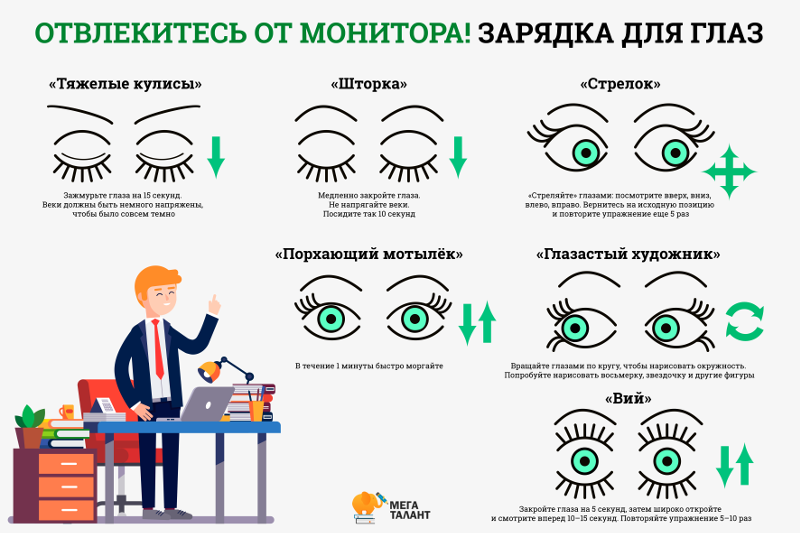 ОТВЛЕКИТЕСЬ ОТ МОНИТОРА! ЗАРЯДКА ДЛЯ ГЛАЗ
«Тяжелые кулисы»
Зажмурьте глаза на 15 секунд.
Веки должны быть немного напряжены,
чтобы было совсем темно
«Шторка»
Медленно закройте глаза.
Не напрягайте веки.
Посидите так 10 секунд
«Стрелок»
«Стреляйте» глазами: посмотрите вверх, вниз,
влево, вправо. Вернитесь на исходную позицию
и повторите упражнение еще 5 раз
«Порхающий мотылёк»
В течение 1 минуты быстро моргайте
«Глазастый художник»
Вращайте глазами по кругу, чтобы нарисовать окружность.
Попробуйте нарисовать восьмерку, звездочку и другие фигуры
«Вий»
Закройте глаза на 5 секунд, затем широко откройте
и смотрите вперед 10–15 секунд. Повторяйте упражнение 5–10 раз
МЕГА
ТАЛАНТ